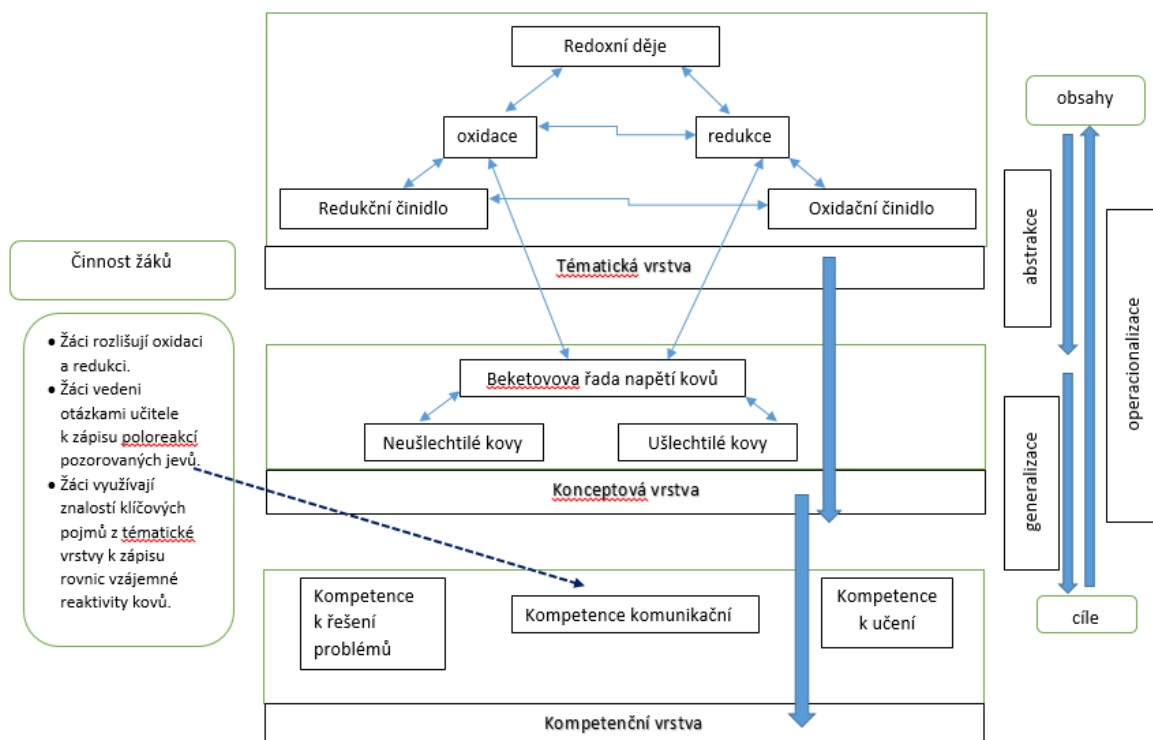 Redoxní děje
oxidace
redukce
Redukční činidlo
Oxidační činidlo
Tématická vrstva
Činnost žáků
• Žáci rozlišují oxidaci
a redukci.
• Žáci vedeni
otázkami učitele
k zápisu poloreakcí
pozorovaných jevů.
• Žáci využívají
znalostí klíčových
pojmů z tématické
vrstvy k zápisu
rovnic vzájemné
reaktivity kovů.
Beketovova řada napětí kovů
Neušlechtilé kovy
Ušlechtilé kovy
Konceptová vrstva
Kompetence
k řešení
problémů
Kompetence komunikační
Kompetence
k učení
Kompetenční vrstva
obsahy
abstrakce
generalizace
operacionalizace
cíle